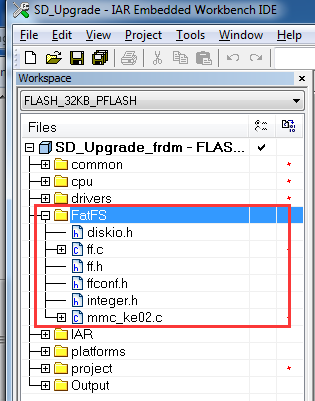 SD_Upgrade - IAR Embedded Workbench IDE
File Edit View Project Tools Window Help
Workspace
FLASH_32KB_PFLASH
Files
SD_Upgrade_frdm - FLAS...
common
cpu
drivers
FatFS
diskio.h
ff.c
ff.h
ffconf.h
integer.h
mmc_ke02.c
IAR
platforms
project
Output